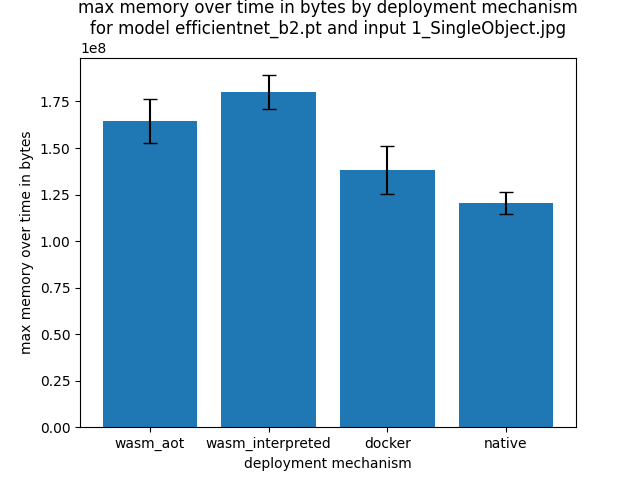 max memory over time in bytes by deployment mechanism
for model efficientnet_b2.pt and input 1_SingleObject.jpg
1e8
1.75
1.50
1.25
1.00
0.75
0.50
0.25
0.00
max memory over time in bytes
wasm_aot wasm_interpreted docker native
deployment mechanism